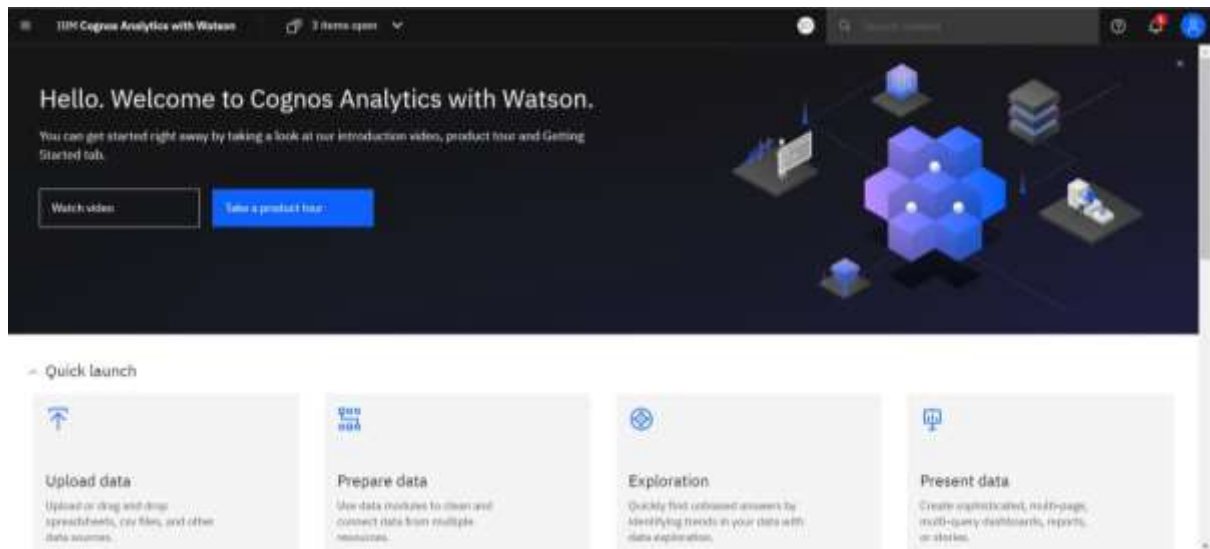 IBM Cognos Analytics with Watson
3 items open
Search content
Hello. Welcome to Cognos Analytics with Watson.
You can get started right away by taking a look at our introduction video, product tour and Getting
Started tab.
Watch video
Take a product tour
Quick launch
Upload data
Upload or drag and drop
spreadsheets, csv files, and other
data sources.
Prepare data
Use data modules to clean and
connect data from multiple
resources.
Exploration
Quickly find unbiased answers by
identifying trends in your data with
data exploration.
Present data
Create sophisticated, multi-page,
multi-query dashboards, reports,
or stories.